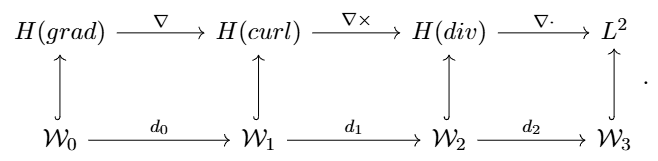 H(grad) ∇ H(curl) ∇× H(div) ∇· L²
𝒲₀ d₀ 𝒲₁ d₁ 𝒲₂ d₂ 𝒲₃ .